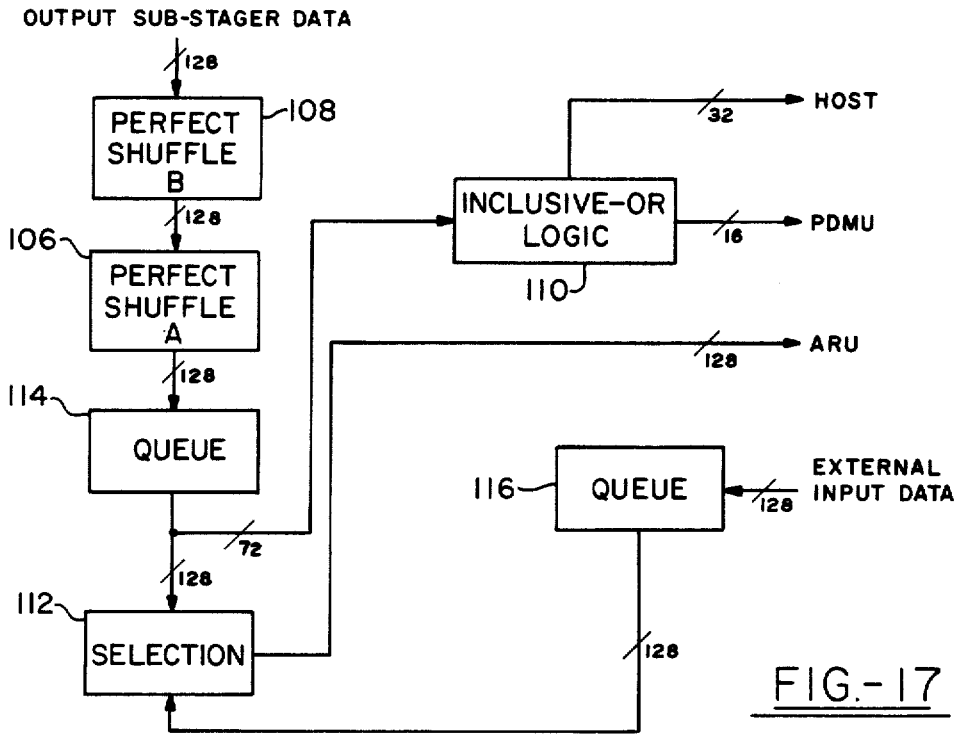 OUTPUT SUB-STAGER DATA
128
PERFECT
SHUFFLE
B
108
128
106
PERFECT
SHUFFLE
A
128
114
QUEUE
72
128
112
SELECTION
INCLUSIVE-OR
LOGIC
110
32
HOST
16
PDMU
128
ARU
116
QUEUE
128
EXTERNAL
INPUT DATA
128
FIG.-17